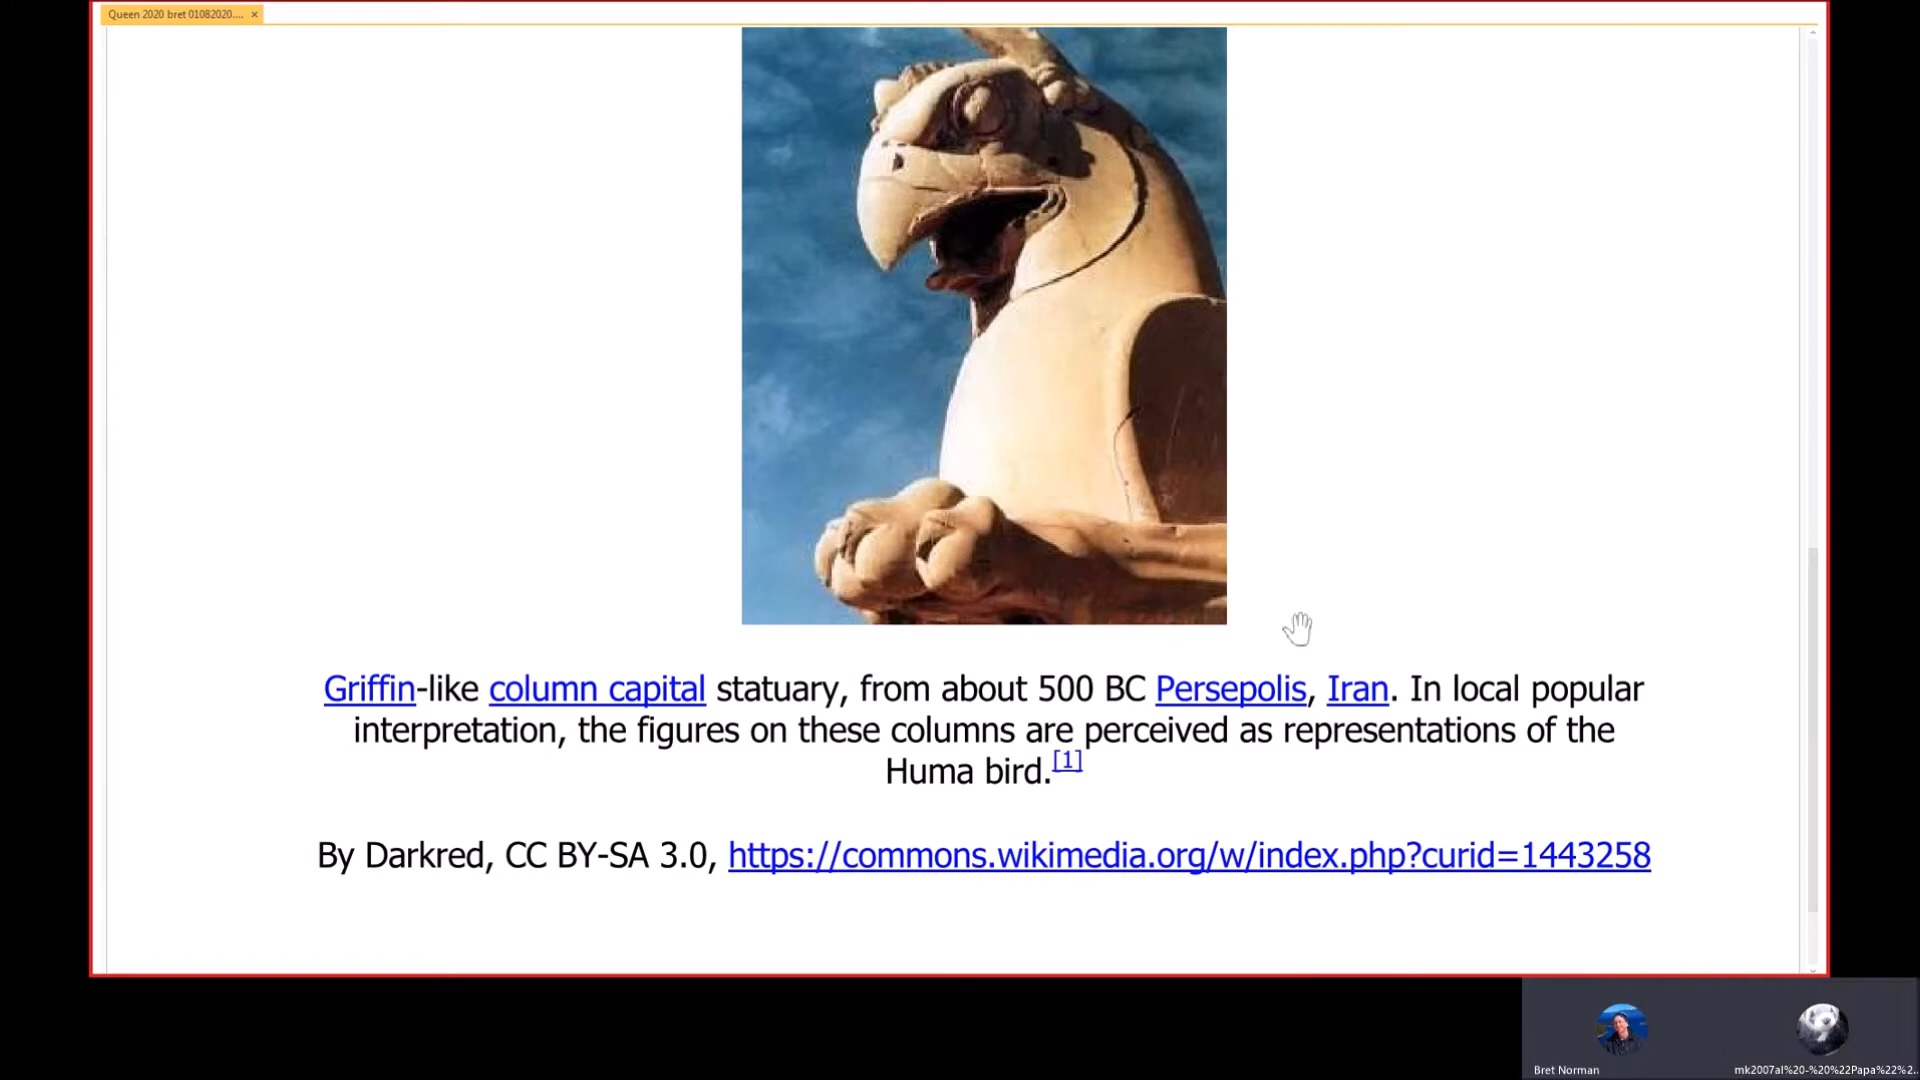 Queen 2020 bret 01082020....
Griffin-like column capital statuary, from about 500 BC Persepolis, Iran. In local popular
interpretation, the figures on these columns are perceived as representations of the
Huma bird.[1]
By Darkred, CC BY-SA 3.0, https://commons.wikimedia.org/w/index.php?curid=1443258
Bret Norman
mk2007al%20-%20%22Papa%22%2...